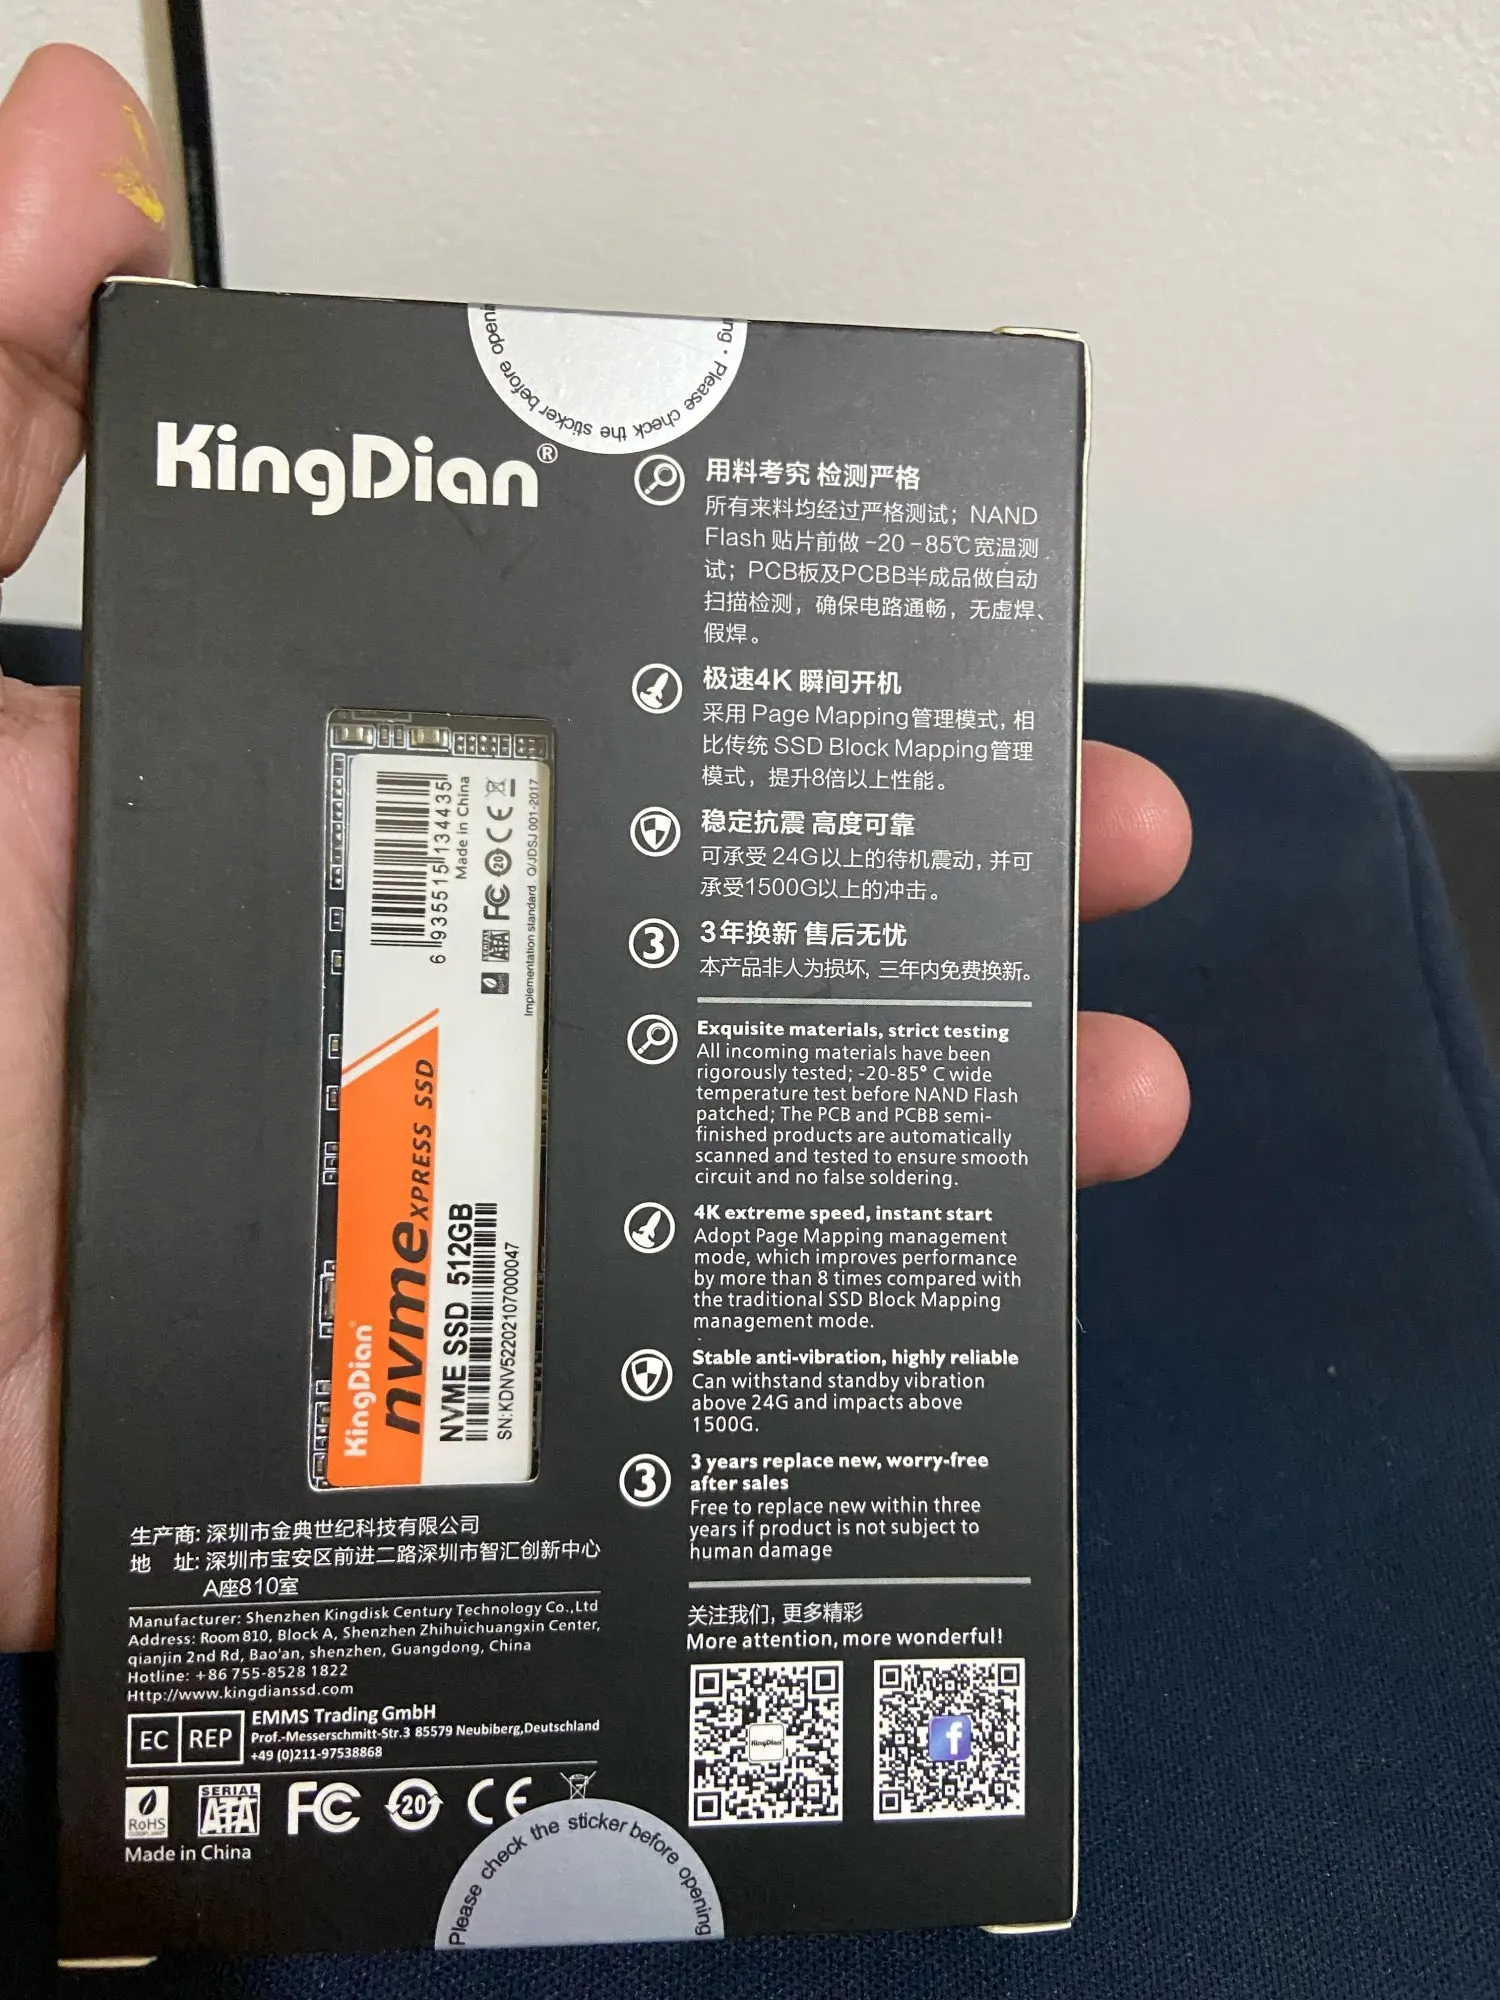 Please check the sticker before openi
ng · Please check the sticker before openi
KingDian®
用料考究 检测严格
所有来料均经过严格测试；NAND
Flash 贴片前做 -20 -85℃宽温测
试；PCB板及PCBB半成品做自动
扫描检测，确保电路通畅，无虚焊、
假焊。
极速4K 瞬间开机
采用 Page Mapping管理模式，相
比传统 SSD Block Mapping管理
模式，提升8倍以上性能。
稳定抗震 高度可靠
可承受 24G以上的待机震动，并可
承受1500G以上的冲击。
3
3年换新 售后无忧
本产品非人为损坏，三年内免费换新。
Exquisite materials, strict testing
All incoming materials have been
rigorously tested; -20-85° C wide
temperature test before NAND Flash
patched; The PCB and PCBB semi-
finished products are automatically
scanned and tested to ensure smooth
circuit and no false soldering.
4K extreme speed, instant start
Adopt Page Mapping management
mode, which improves performance
by more than 8 times compared with
the traditional SSD Block Mapping
management mode.
Stable anti-vibration, highly reliable
Can withstand standby vibration
above 24G and impacts above
1500G.
3
3 years replace new, worry-free
after sales
Free to replace new within three
years if product is not subject to
human damage
关注我们，更多精彩
More attention, more wonderful!
KingDian
f
6 935515 134435
Made in China
RoHS SERIAL ATA FC 20 CE
Implementation standard Q/JDSJ 001-2017
KingDian
nvme XPRESS SSD
NVME SSD 512GB
SN:KDNV52202107000047
生产商: 深圳市金典世纪科技有限公司
地 址: 深圳市宝安区前进二路深圳市智汇创新中心
A座810室
Manufacturer: Shenzhen Kingdisk Century Technology Co.,Ltd
Address: Room 810, Block A, Shenzhen Zhihuichuangxin Center,
qianjin 2nd Rd, Bao'an, shenzhen, Guangdong, China
Hotline: +86 755-8528 1822
Http://www.kingdianssd.com
EC REP
EMMS Trading GmbH
Prof.-Messerschmitt-Str.3 85579 Neubiberg,Deutschland
+49 (0)211-97538868
RoHS SERIAL ATA FC 20 CE
Made in China
Please check the sticker before opening